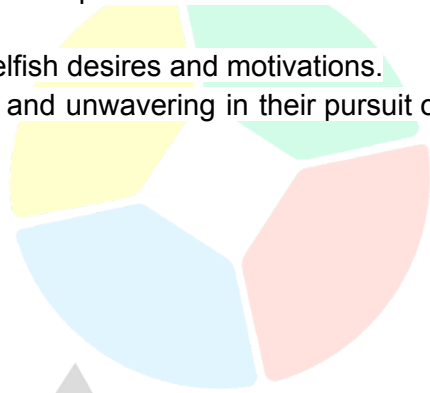 elfish desires and motivations.
and unwavering in their pursuit